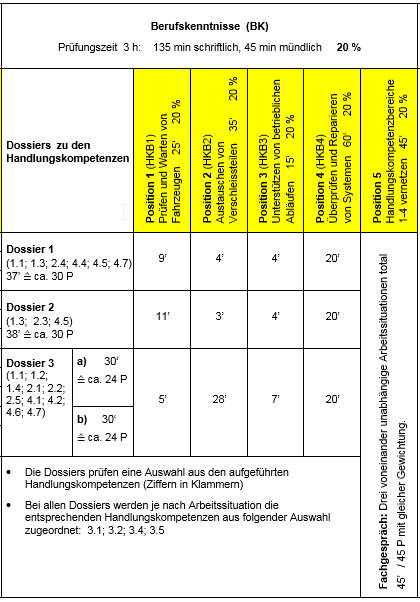 Berufskenntnisse (BK)
Prüfungszeit 3 h: 135 min schriftlich, 45 min mündlich 20 %
Dossiers zu den
Handlungskompetenzen
Position 1 (HKB1)
Prüfen und Warten von
Fahrzeugen 25' 20 %
Position 2 (HKB2)
Austauschen von
Verschleissteilen 35' 20 %
Position 3 (HKB3)
Unterstützen von betrieblichen
Abläufen 15' 20 %
Position 4 (HKB4)
Überprüfen und Reparieren
von Systemen 60' 20 %
Position 5
Handlungskompetenzbereiche
1-4 vernetzen 45' 20 %
Dossier 1
(1.1; 1.3; 2.4; 4.4; 4.5; 4.7)
37' ≙ ca. 30 P
9' 4' 4' 20'
Dossier 2
(1.3; 2.3; 4.5)
38' ≙ ca. 30 P
11' 3' 4' 20'
Dossier 3
(1.1; 1.2;
1.4; 2.1; 2.2;
2.5; 4.1; 4.2;
4.6; 4.7)
a) 30'
≙ ca. 24 P
b) 30'
≙ ca. 24 P
5' 28' 7' 20'
Fachgespräch: Drei voneinander unabhängige Arbeitssituationen total
45' / 45 P mit gleicher Gewichtung.
• Die Dossiers prüfen eine Auswahl aus den aufgeführten
Handlungskompetenzen (Ziffern in Klammern)
• Bei allen Dossiers werden je nach Arbeitssituation die
entsprechenden Handlungskompetenzen aus folgender Auswahl
zugeordnet: 3.1; 3.2; 3.4; 3.5